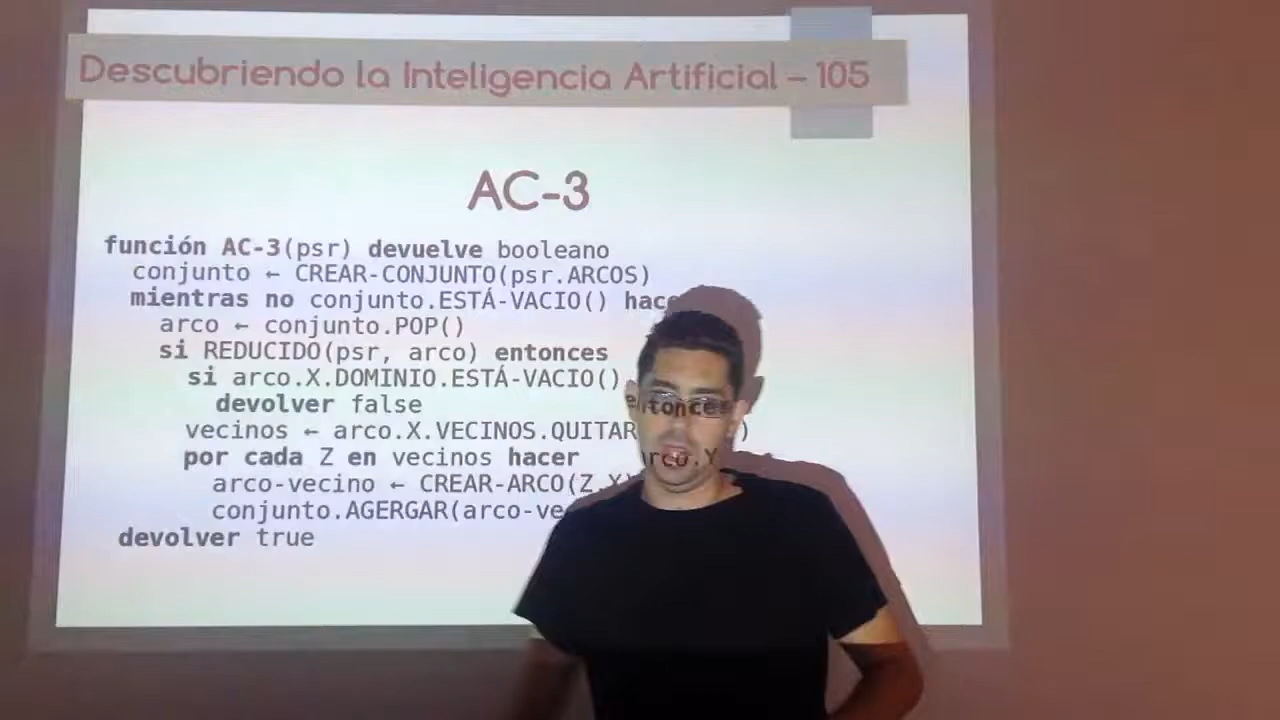 Descubriendo la Inteligencia Artificial – 105
AC-3
función AC-3(psr) devuelve booleano
conjunto ← CREAR-CONJUNTO(psr.ARCOS)
mientras no conjunto.ESTÁ-VACIO() hace
arco ← conjunto.POP()
si REDUCIDO(psr, arco) entonces
si arco.X.DOMINIO.ESTÁ-VACIO() entonces
devolver false
vecinos ← arco.X.VECINOS.QUITAR( arco.Y )
por cada Z en vecinos hacer
arco-vecino ← CREAR-ARCO(Z,X)
conjunto.AGERGAR(arco-ve
devolver true